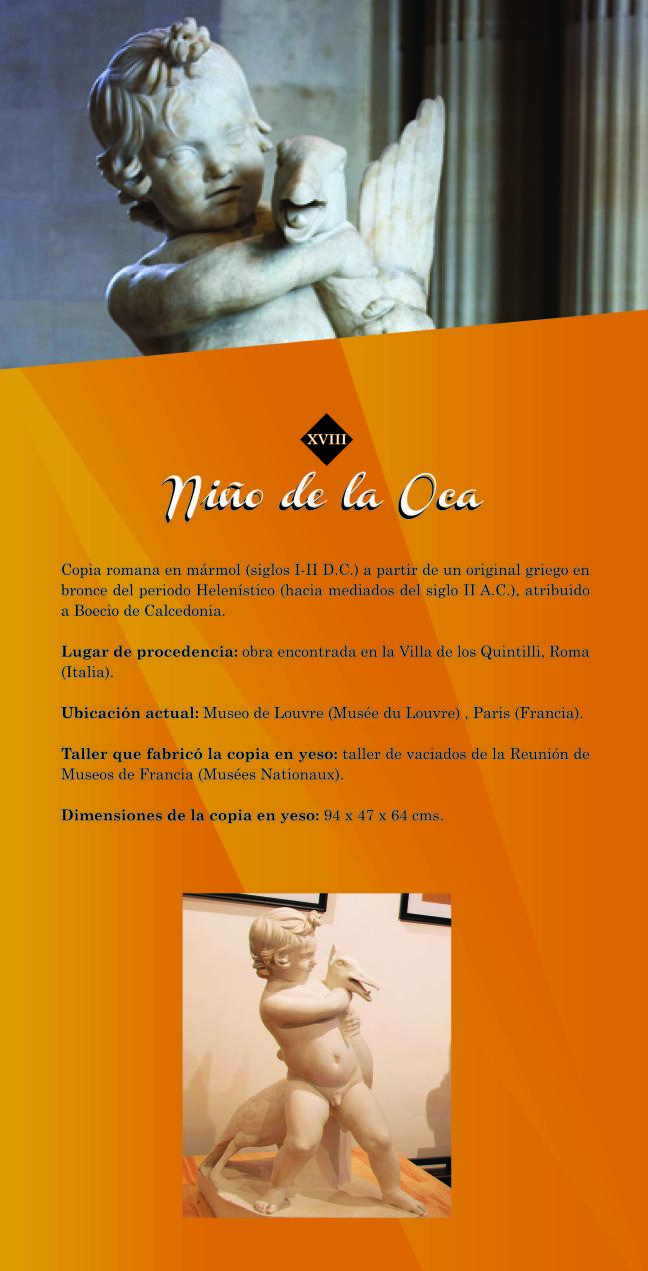 XVIII
Niño de la Oca
Copia romana en mármol (siglos I-II D.C.) a partir de un original griego en
bronce del periodo Helenístico (hacia mediados del siglo II A.C.), atribuido
a Boecio de Calcedonia.
Lugar de procedencia: obra encontrada en la Villa de los Quintilli, Roma
(Italia).
Ubicación actual: Museo de Louvre (Musée du Louvre) , Paris (Francia).
Taller que fabricó la copia en yeso: taller de vaciados de la Reunión de
Museos de Francia (Musées Nationaux).
Dimensiones de la copia en yeso: 94 x 47 x 64 cms.